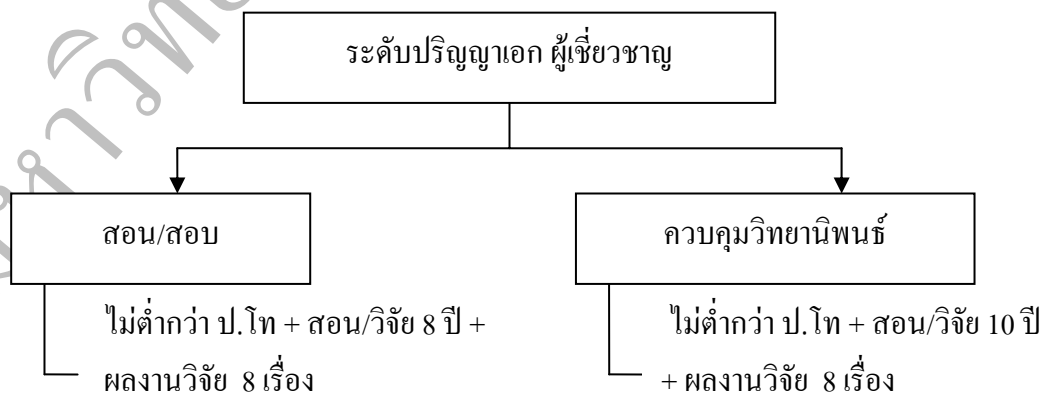 ระดับปริญญาเอก ผู้เชี่ยวชาญ
สอน/สอบ
ไม่ต่ำกว่า ป.โท + สอน/วิจัย 8 ปี +
ผลงานวิจัย 8 เรื่อง
ควบคุมวิทยานิพนธ์
ไม่ต่ำกว่า ป.โท + สอน/วิจัย 10 ปี
+ ผลงานวิจัย 8 เรื่อง